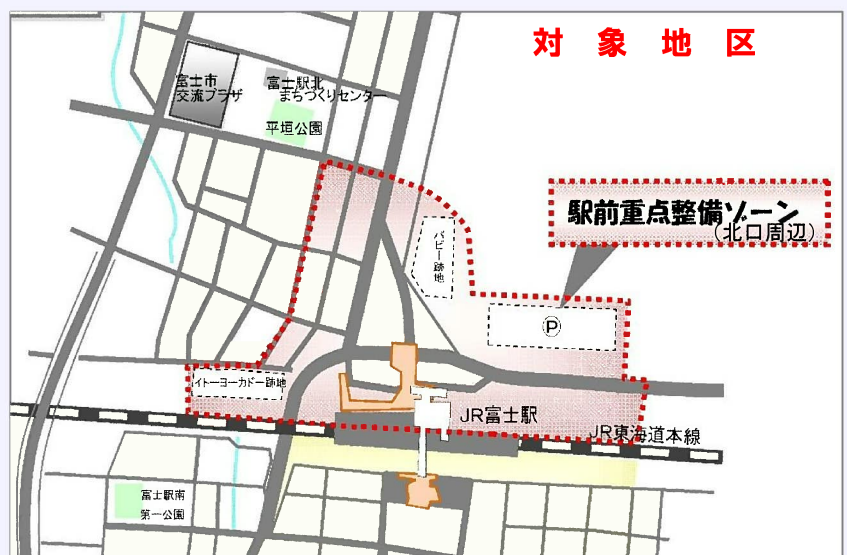 対象地区
富士市
交流プラザ
富士駅北
まちづくりセンター
平垣公園
駅前重点整備ゾーン
(北口周辺)
パピー跡地
P
イトーヨーカドー跡地
JR富士駅
JR東海道本線
富士駅南
第一公園